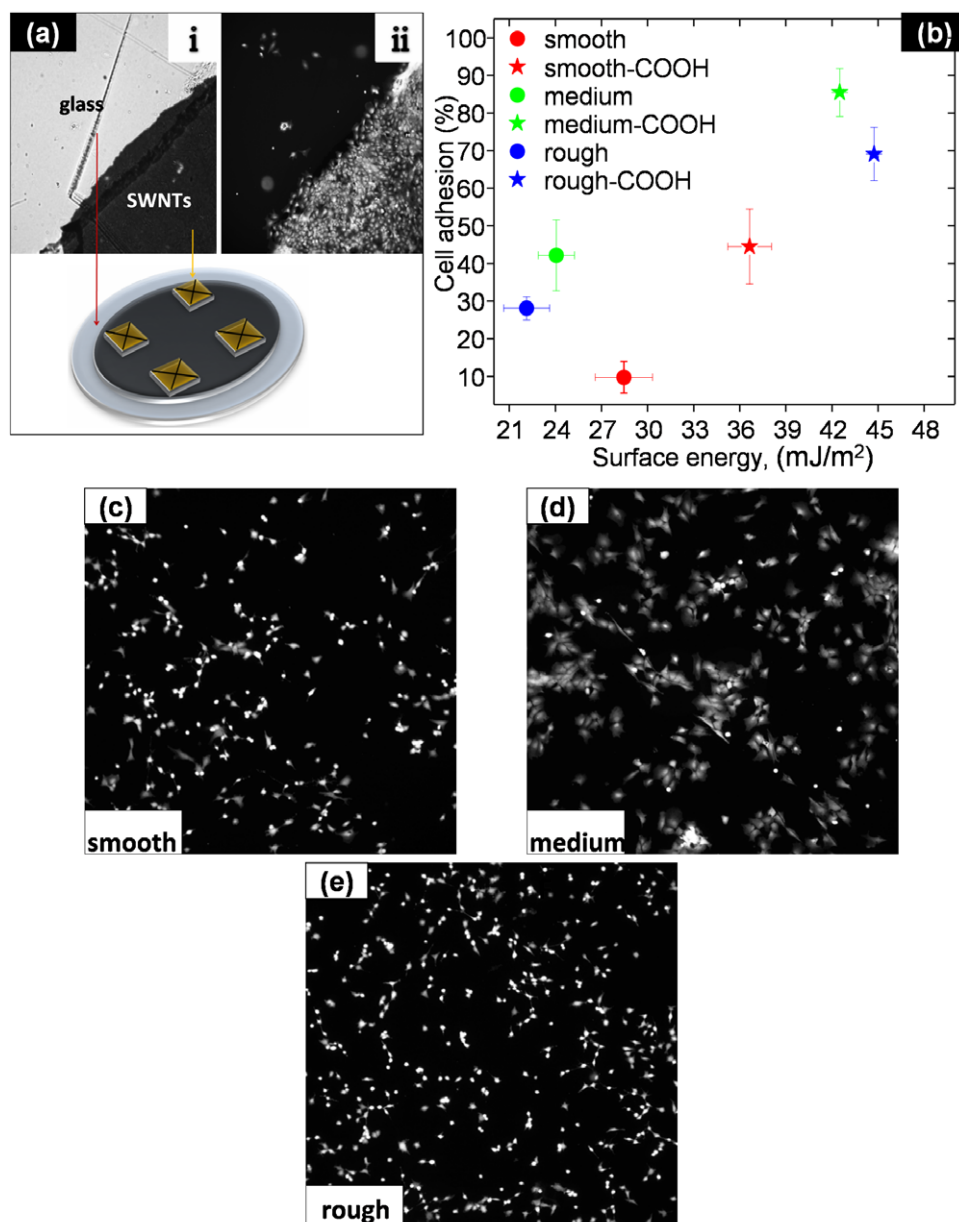 (a)
i
ii
glass
SWNTs
(b)
Cell adhesion (%)
100
90
80
70
60
50
40
30
20
10
smooth
smooth-COOH
medium
medium-COOH
rough
rough-COOH
21 24 27 30 33 36 39 42 45 48
Surface energy, (mJ/m²)
(c)
smooth
(d)
medium
(e)
rough